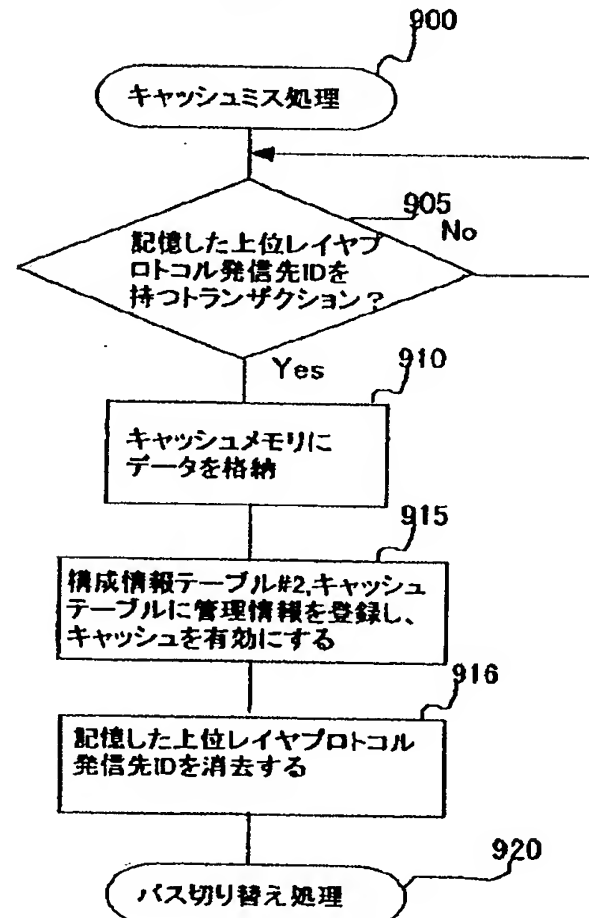 900
キャッシュミス処理
905
No
記憶した上位レイヤプ
ロトコル発信先IDを
持つトランザクション?
Yes
910
キャッシュメモリに
データを格納
915
構成情報テーブル#2,キャッシュ
テーブルに管理情報を登録し、
キャッシュを有効にする
916
記憶した上位レイヤプロトコル
発信先IDを消去する
920
パス切り替え処理